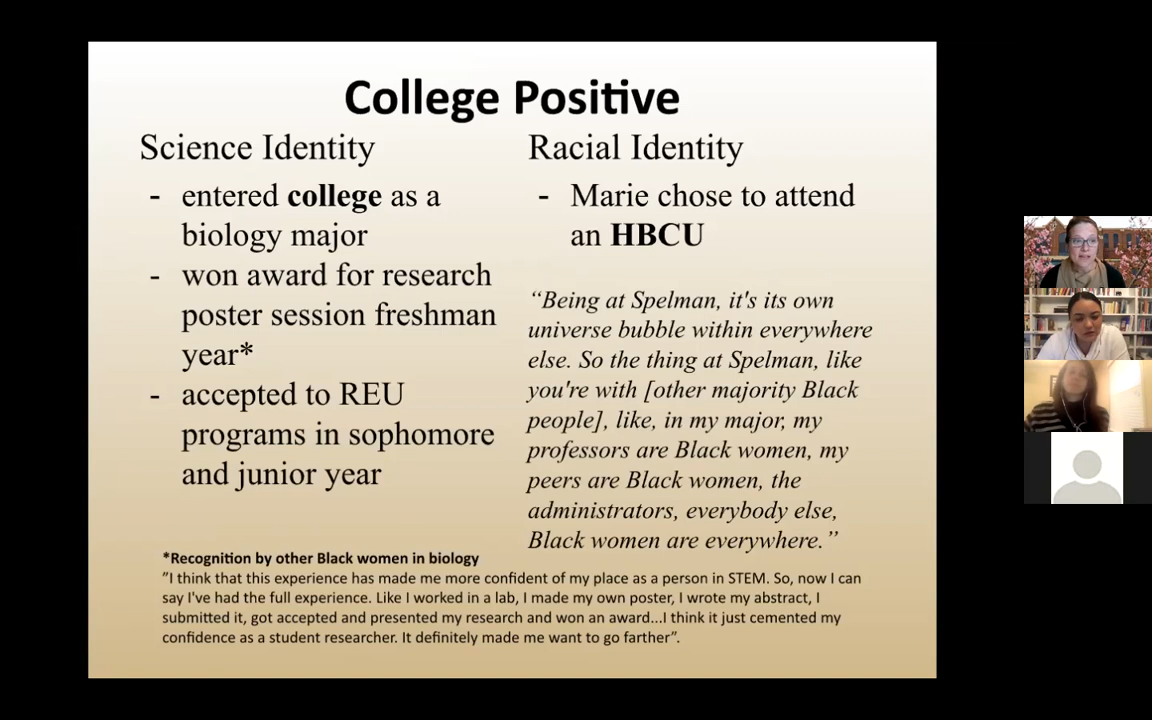 College Positive
Science Identity
- entered college as a
biology major
- won award for research
poster session freshman
year*
- accepted to REU
programs in sophomore
and junior year
Racial Identity
- Marie chose to attend
an HBCU
“Being at Spelman, it's its own
universe bubble within everywhere
else. So the thing at Spelman, like
you're with [other majority Black
people], like, in my major, my
professors are Black women, my
peers are Black women, the
administrators, everybody else,
Black women are everywhere.”
*Recognition by other Black women in biology
”I think that this experience has made me more confident of my place as a person in STEM. So, now I can
say I've had the full experience. Like I worked in a lab, I made my own poster, I wrote my abstract, I
submitted it, got accepted and presented my research and won an award...I think it just cemented my
confidence as a student researcher. It definitely made me want to go farther”.